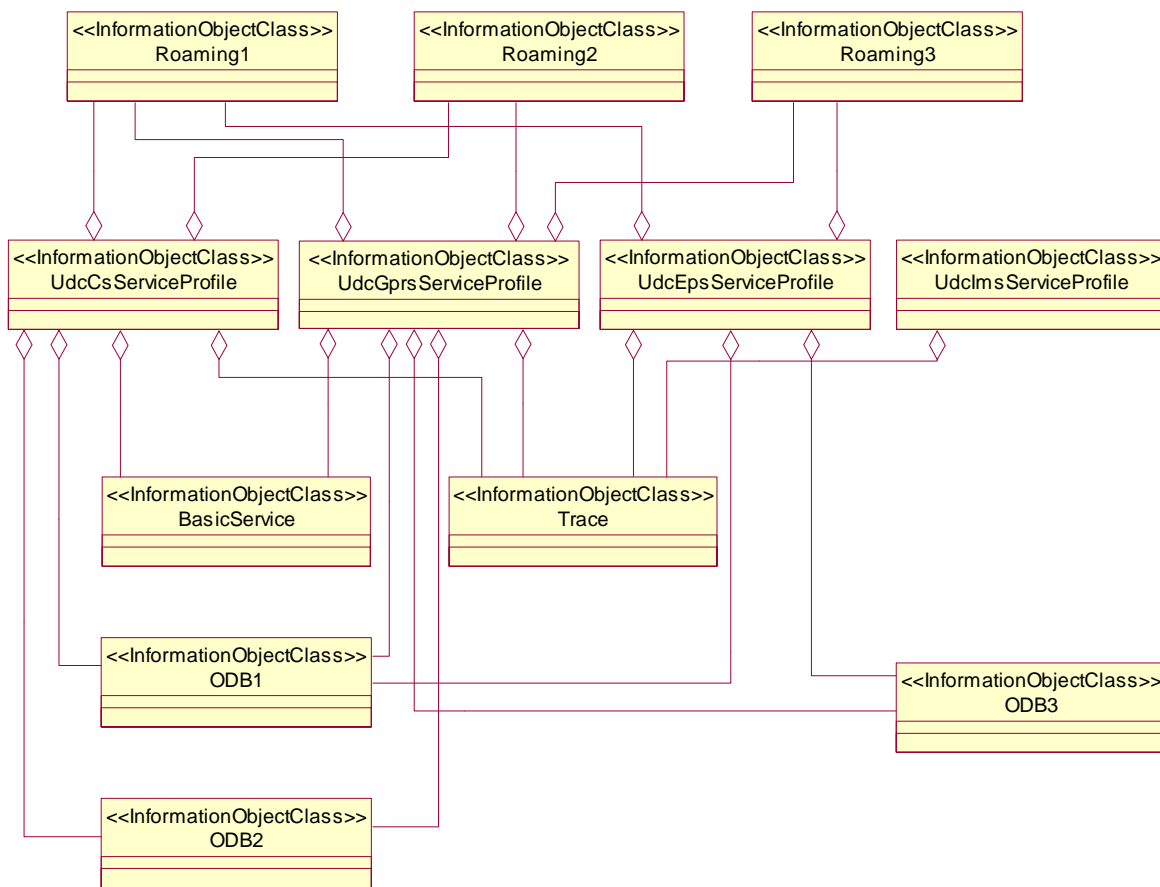 <<InformationObjectClass>>
Roaming1
<<InformationObjectClass>>
Roaming2
<<InformationObjectClass>>
Roaming3
<<InformationObjectClass>>
UdcCsServiceProfile
<<InformationObjectClass>>
UdcGprsServiceProfile
<<InformationObjectClass>>
UdcEpsServiceProfile
<<InformationObjectClass>>
UdcImsServiceProfile
<<InformationObjectClass>>
BasicService
<<InformationObjectClass>>
Trace
<<InformationObjectClass>>
ODB1
<<InformationObjectClass>>
ODB3
<<InformationObjectClass>>
ODB2